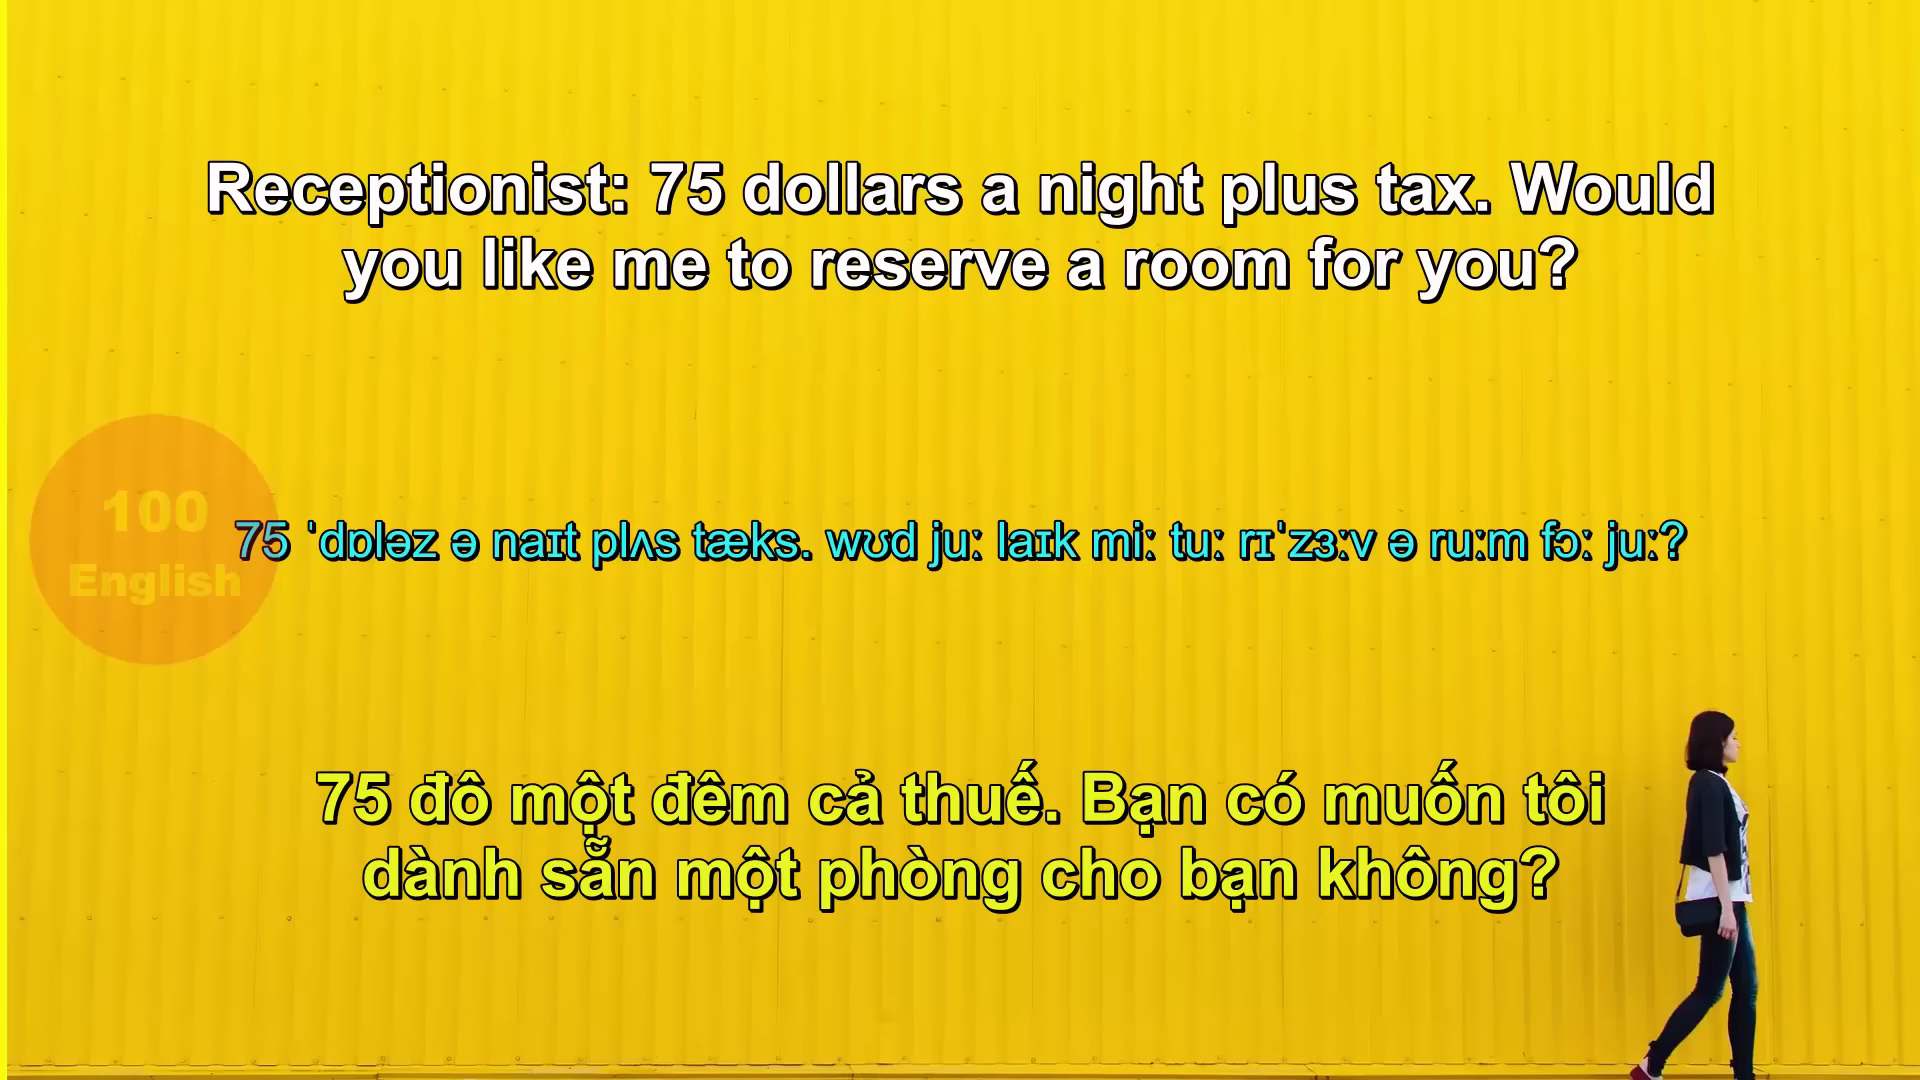 Receptionist: 75 dollars a night plus tax. Would
you like me to reserve a room for you?
100
English
75 ˈdɒləz ə naɪt plʌs tæks. wʊd juː laɪk miː tuː rɪˈzɜːv ə ruːm fɔː juː?
75 đô một đêm cả thuế. Bạn có muốn tôi
dành sẵn một phòng cho bạn không?